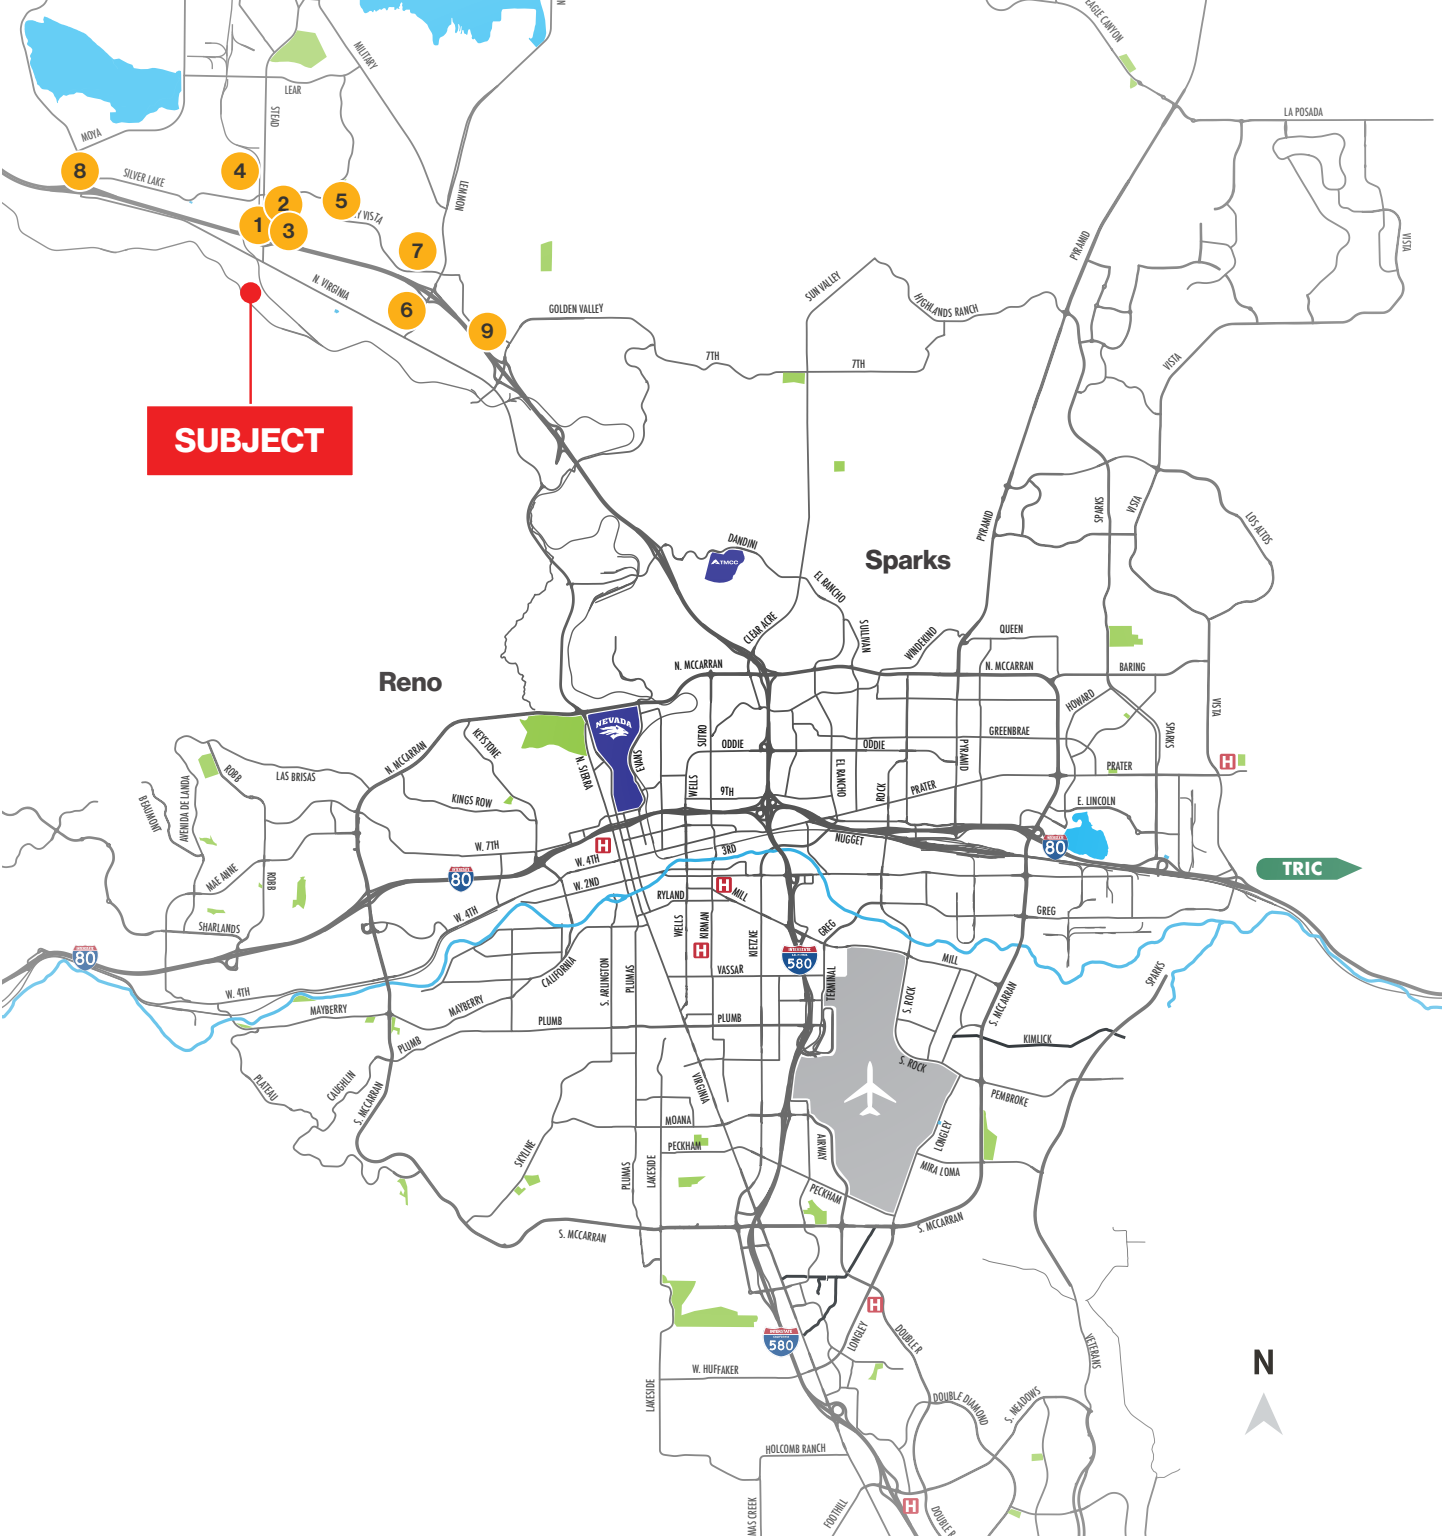 EAGLE CANYON
MILITARY
LEAR
STEAD
LA POSADA
MOYA
8
SILVER LAKE
4
LEMMON
5
2
Y VISTA
1
3
7
PYRAMID
VISTA
N. VIRGINIA
SUN VALLEY
HIGHLANDS RANCH
6
GOLDEN VALLEY
9
7TH
7TH
VISTA
SUBJECT
SPARKS
VISTA
PYRAMID
LOS ALTOS
DANDINI
TMCC
Sparks
EL RANCHO
CLEAR ACRE
SULLIVAN
WINDEKIND
QUEEN
N. MCCARRAN
N. MCCARRAN
BARING
Reno
HOWARD
VISTA
NEVADA
SUTRO
KEYSTONE
N. MCCARRAN
EVANS
ODDIE
ODDIE
GREENBRAE
SPARKS
PYRAMID
N. SIERRA
ROBB
LAS BRISAS
WELLS
EL RANCHO
ROCK
PRATER
PRATER
H
9TH
BEAUMONT
AVENIDA DE LANDA
KINGS ROW
E. LINCOLN
W. 7TH
H
3RD
NUGGET
80
W. 4TH
80
MAE ANNE
ROBB
W. 2ND
H
MILL
RYLAND
TRIC
W. 4TH
WELLS
KIRMAN
GREG
GREG
SHARLANDS
KIETZKE
H
80
INTERSTATE
580
MILL
CALIFORNIA
S. ARLINGTON
PLUMAS
VASSAR
TERMINAL
SPARKS
W. 4TH
MAYBERRY
MAYBERRY
S. ROCK
S. MCCARRAN
PLUMB
PLUMB
PLUMB
KIMLICK
S. ROCK
PLATEAU
CAUGHLIN
S. MCCARRAN
VIRGINIA
PEMBROKE
MOANA
LONGLEY
PECKHAM
AIRWAY
SKYLINE
PLUMAS
LAKESIDE
MIRA LOMA
PECKHAM
S. MCCARRAN
S. MCCARRAN
H
INTERSTATE
580
LONGLEY
DOUBLE R
VETERANS
N
W. HUFFAKER
LAKESIDE
DOUBLE DIAMOND
S. MEADOWS
HOLCOMB RANCH
MAS CREEK
FOOTHILL
H
DOUBLE R